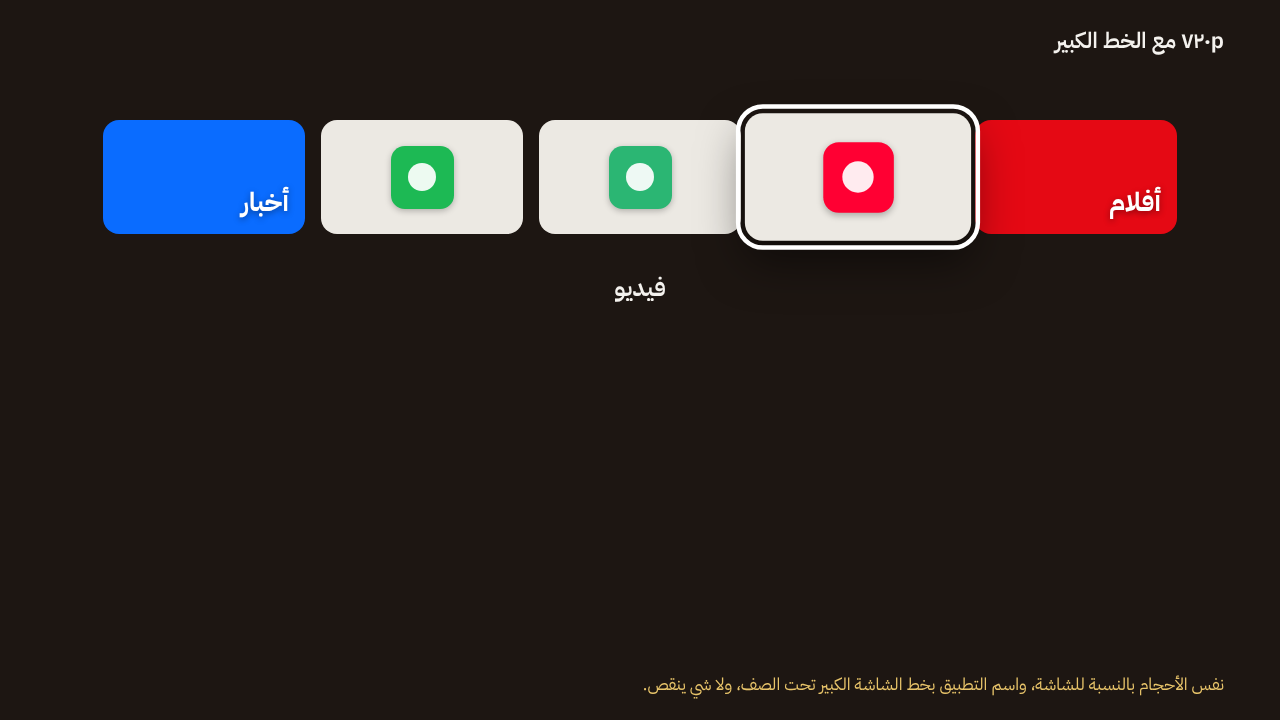 ٧٢٠p مع الخط الكبير
أفلام
أخبار
فيديو
نفس الأحجام بالنسبة للشاشة، واسم التطبيق بخط الشاشة الكبير تحت الصف، ولا شي ينقص.